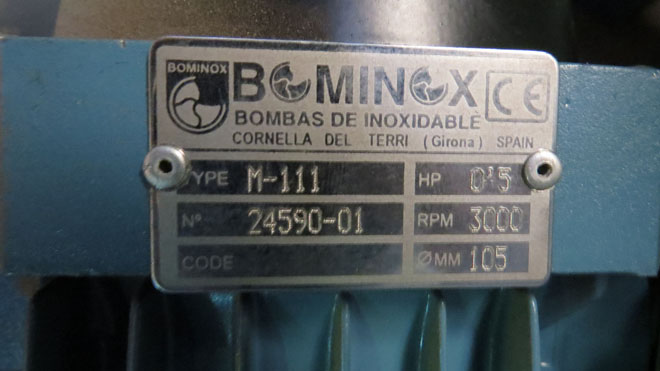 BOMINOX
BOMINOX CE
BOMBAS DE INOXIDABLE
CORNELLA DEL TERRI (Girona) SPAIN
TYPE M-111 HP 0'5
Nº 24590-01 RPM 3000
CODE ØMM 105